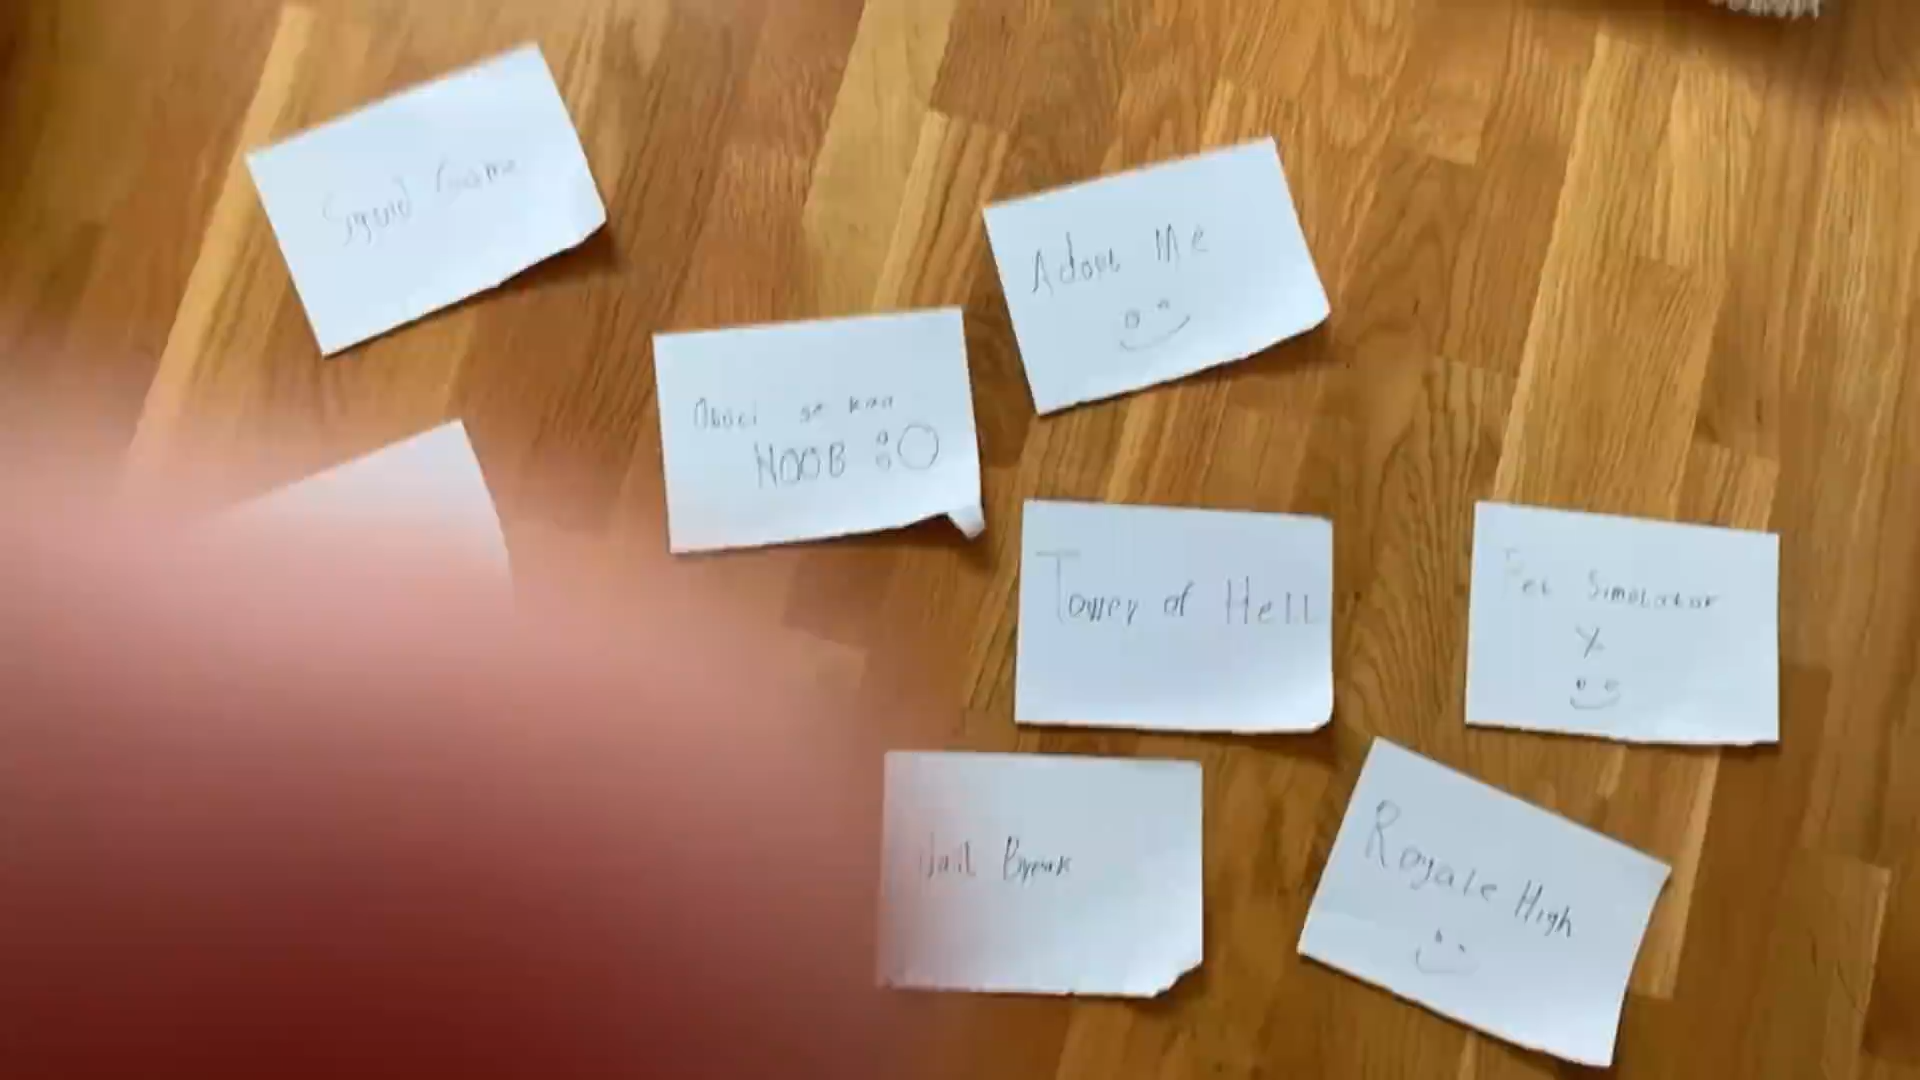 Squid Game
Adopt Me
Obuci se kao
NOOB
Tower of Hell
Pet Simulator
X
Jail Break
Royale High